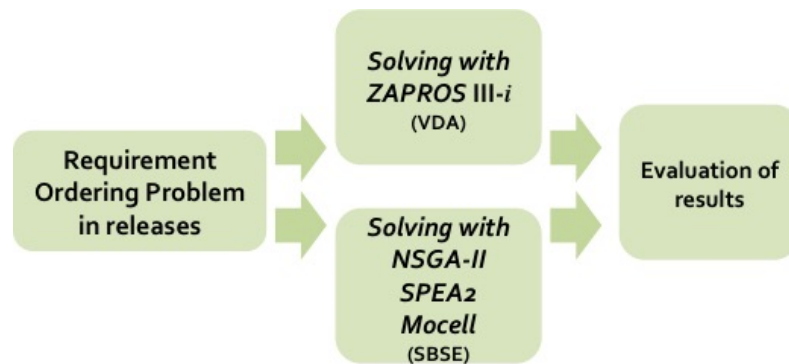 Requirement
Ordering Problem
in releases
Solving with
ZAPROS III-i
(VDA)
Solving with
NSGA-II
SPEA2
Mocell
(SBSE)
Evaluation of
results